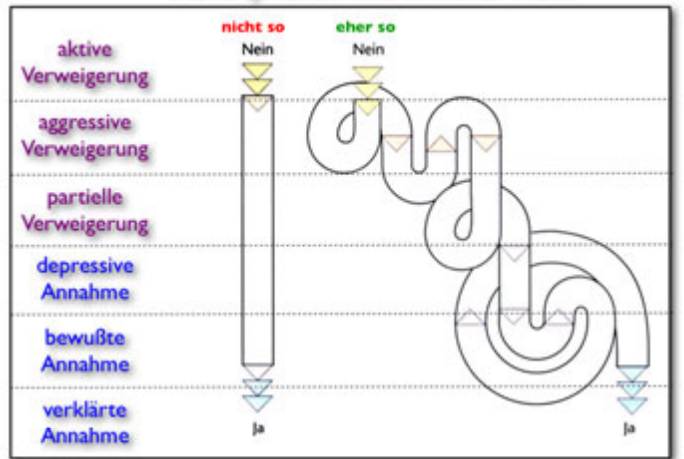 nicht so
eher so
Nein
Nein
aktive
Verweigerung
aggressive
Verweigerung
partielle
Verweigerung
depressive
Annahme
bewußte
Annahme
verklärte
Annahme
Ja
Ja